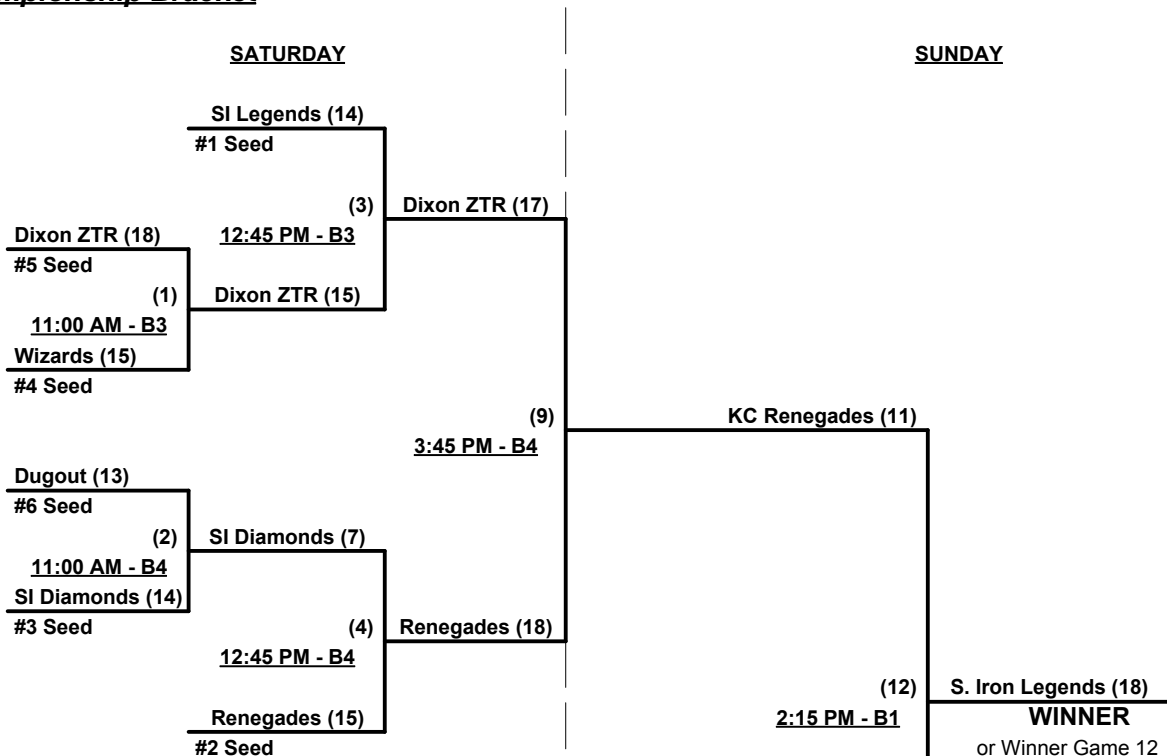 SATURDAY
SUNDAY
SI Legends (14)
#1 Seed
(3)
Dixon ZTR (17)
Dixon ZTR (18)
12:45 PM - B3
#5 Seed
(1)
Dixon ZTR (15)
11:00 AM - B3
Wizards (15)
#4 Seed
(9)
KC Renegades (11)
3:45 PM - B4
Dugout (13)
#6 Seed
(2)
SI Diamonds (7)
11:00 AM - B4
SI Diamonds (14)
#3 Seed
(4)
Renegades (18)
12:45 PM - B4
(12)
S. Iron Legends (18)
Renegades (15)
2:15 PM - B1
WINNER
#2 Seed
or Winner Game 12